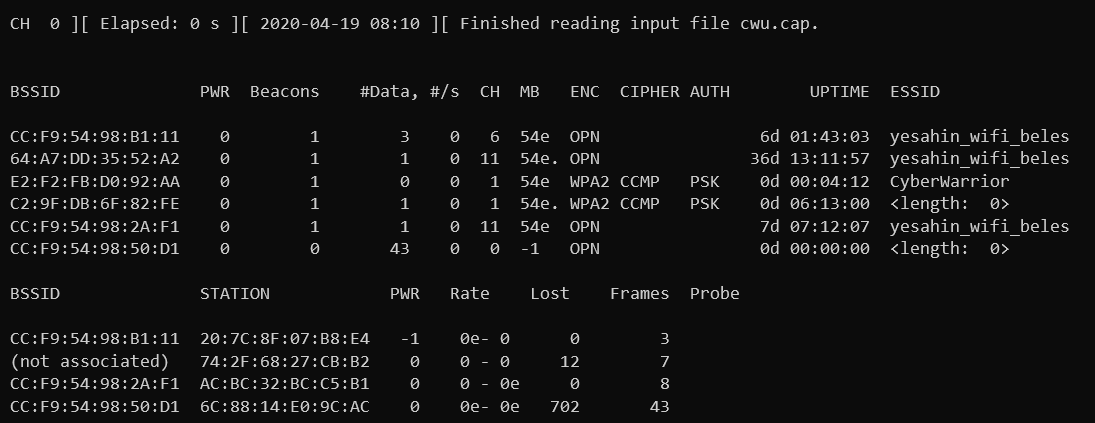 CH  0 ][ Elapsed: 0 s ][ 2020-04-19 08:10 ][ Finished reading input file cwu.cap.
BSSID              PWR  Beacons    #Data, #/s  CH  MB   ENC  CIPHER AUTH        UPTIME  ESSID
CC:F9:54:98:B1:11    0        1        3    0   6  54e  OPN                6d 01:43:03  yesahin_wifi_beles
64:A7:DD:35:52:A2    0        1        1    0  11  54e. OPN               36d 13:11:57  yesahin_wifi_beles
E2:F2:FB:D0:92:AA    0        1        0    0   1  54e  WPA2 CCMP   PSK    0d 00:04:12  CyberWarrior
C2:9F:DB:6F:82:FE    0        1        1    0   1  54e. WPA2 CCMP   PSK    0d 06:13:00  <length:  0>
CC:F9:54:98:2A:F1    0        1        1    0  11  54e  OPN                7d 07:12:07  yesahin_wifi_beles
CC:F9:54:98:50:D1    0        0       43    0   0  -1   OPN                0d 00:00:00  <length:  0>
BSSID              STATION            PWR   Rate    Lost    Frames  Probe
CC:F9:54:98:B1:11  20:7C:8F:07:B8:E4   -1    0e- 0      0        3
(not associated)   74:2F:68:27:CB:B2    0    0 - 0     12        7
CC:F9:54:98:2A:F1  AC:BC:32:BC:C5:B1    0    0 - 0e     0        8
CC:F9:54:98:50:D1  6C:88:14:E0:9C:AC    0    0e- 0e   702       43